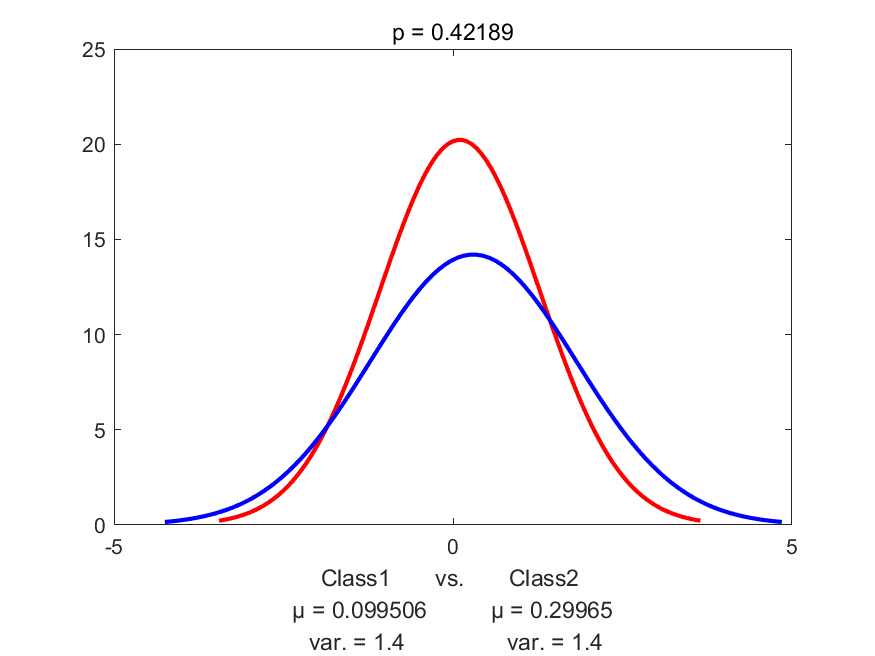 p = 0.42189
25
20
15
10
5
0
-5 0 5
Class1 vs. Class2
μ = 0.099506 μ = 0.29965
var. = 1.4 var. = 1.4